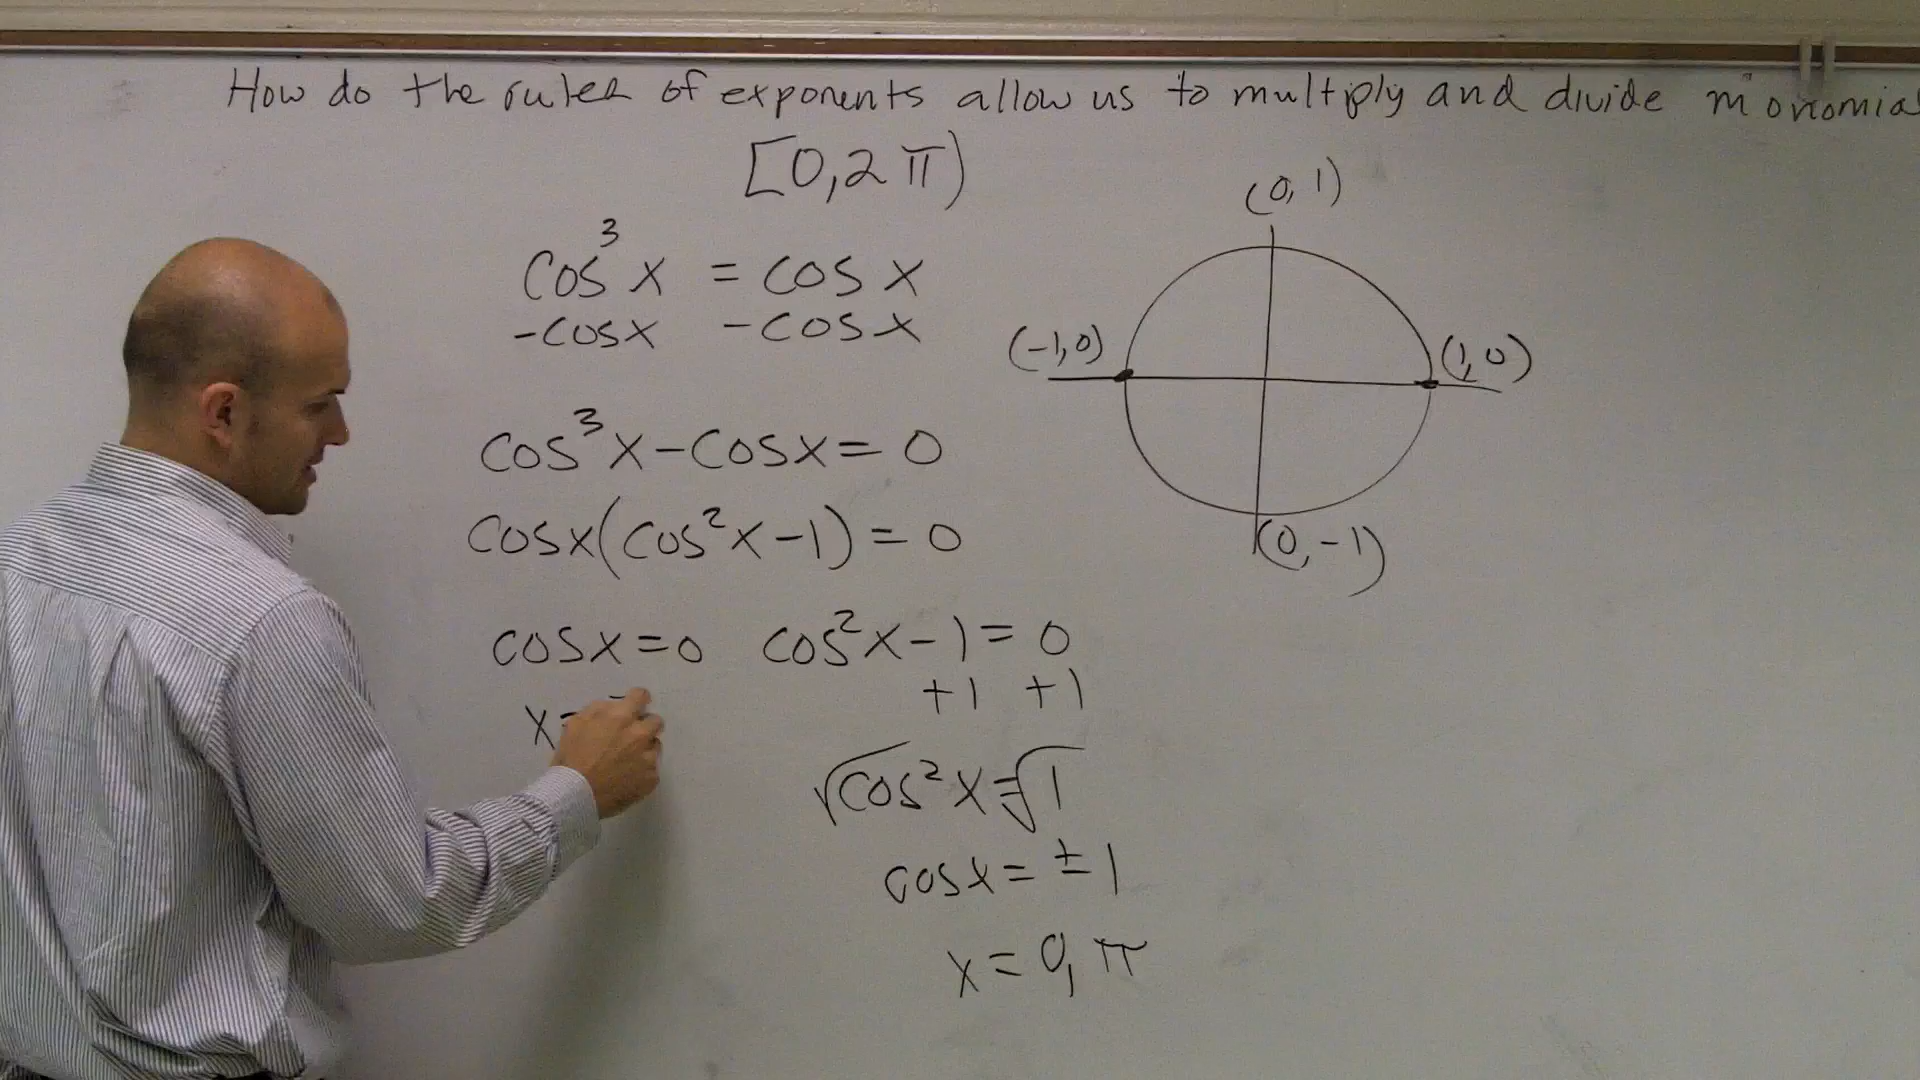 How do the rules of exponents allow us to multiply and divide monomial
[0,2π)
cos³x = cosx
-cosx -cosx
cos³x-cosx=0
cosx(cos²x-1)=0
cosx=0 cos²x-1=0
+1 +1
x=
√cos²x=√1
cosx=±1
x=0,π
(0,1)
(-1,0)
(1,0)
(0,-1)